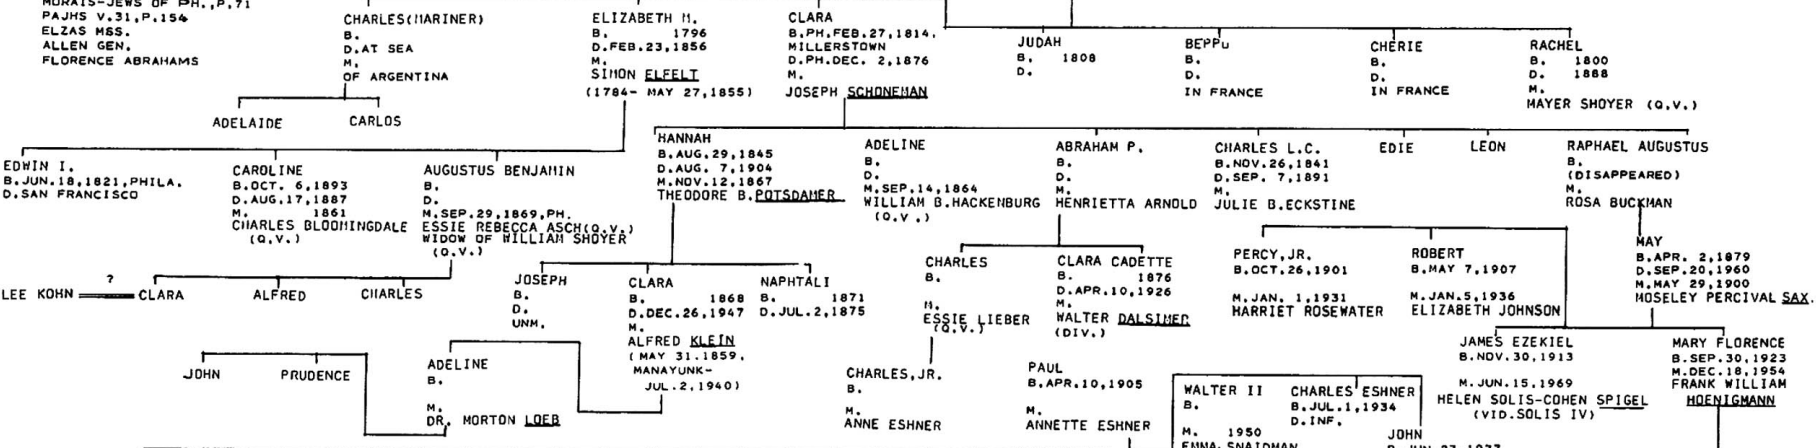 MORAIS-JEWS OF PH.,P.71
PAJHS V.31,P.154
ELZAS MSS.
ALLEN GEN.
FLORENCE ABRAHAMS
CHARLES(MARINER)
B.
D.AT SEA
M.
OF ARGENTINA
ELIZABETH M.
B. 1796
D.FEB.23,1856
M.
SIMON ELFELT
(1784- MAY 27,1855)
CLARA
B.PH.FEB.27,1814.
MILLERSTOWN
D.PH.DEC. 2,1876
M.
JOSEPH SCHONEMAN
JUDAH
B. 1808
D.
BEPPU
B.
D.
IN FRANCE
CHERIE
B.
D.
IN FRANCE
RACHEL
B. 1800
D. 1868
M.
MAYER SHOYER (Q.V.)
ADELAIDE
CARLOS
EDWIN I.
B.JUN.18,1821,PHILA.
D.SAN FRANCISCO
CAROLINE
B.OCT. 6,1893
D.AUG.17,1887
M. 1861
CHARLES BLOOMINGDALE
(Q.V.)
AUGUSTUS BENJAMIN
B.
D.
M.SEP.29,1869,PH.
ESSIE REBECCA ASCH(Q.V.)
WIDOW OF WILLIAM SHOYER
(Q.V.)
HANNAH
B.AUG.29,1845
D.AUG. 7,1904
M.NOV.12,1867
THEODORE B.POTSDAMER
ADELINE
B.
D.
M.SEP.14,1864
WILLIAM B.HACKENBURG
(Q.V.)
ABRAHAM P.
B.
D.
M.
HENRIETTA ARNOLD
CHARLES L.C.
B.NOV.26,1841
D.SEP. 7,1891
M.
JULIE B.ECKSTINE
EDIE
LEON
RAPHAEL AUGUSTUS
B.
(DISAPPEARED)
M.
ROSA BUCKMAN
LEE KOHN
?
CLARA
ALFRED
CHARLES
JOSEPH
B.
D.
UNM.
CLARA
B. 1868
D.DEC.26,1947
M.
ALFRED KLEIN
(MAY 31.1859,
MANAYUNK-
JUL.2,1940)
NAPHTALI
B. 1871
D.JUL.2,1875
CHARLES
B.
M.
ESSIE LIEBER
(Q.V.)
CLARA CADETTE
B. 1876
D.APR.10,1926
M.
WALTER DALSIMER
(DIV.)
PERCY,JR.
B.OCT.26,1901
M.JAN. 1,1931
HARRIET ROSEWATER
ROBERT
B.MAY 7,1907
M.JAN.5,1936
ELIZABETH JOHNSON
MAY
B.APR. 2,1879
D.SEP.20,1960
M.MAY 29,1900
MOSELEY PERCIVAL SAX.
JOHN
PRUDENCE
ADELINE
B.
M.
DR. MORTON LOEB
CHARLES,JR.
B.
M.
ANNE ESHNER
PAUL
B.APR.10,1905
M.
ANNETTE ESHNER
WALTER II
B.
M. 1950
EMMA SNAIDMAN
CHARLES ESHNER
B.JUL.1,1934
D.INF.
JOHN
JAMES EZEKIEL
B.NOV.30,1913
M.JUN.15,1969
HELEN SOLIS-COHEN SPIGEL
(VID.SOLIS IV)
MARY FLORENCE
B.SEP.30,1923
M.DEC.18,1954
FRANK WILLIAM
HOENIGMANN